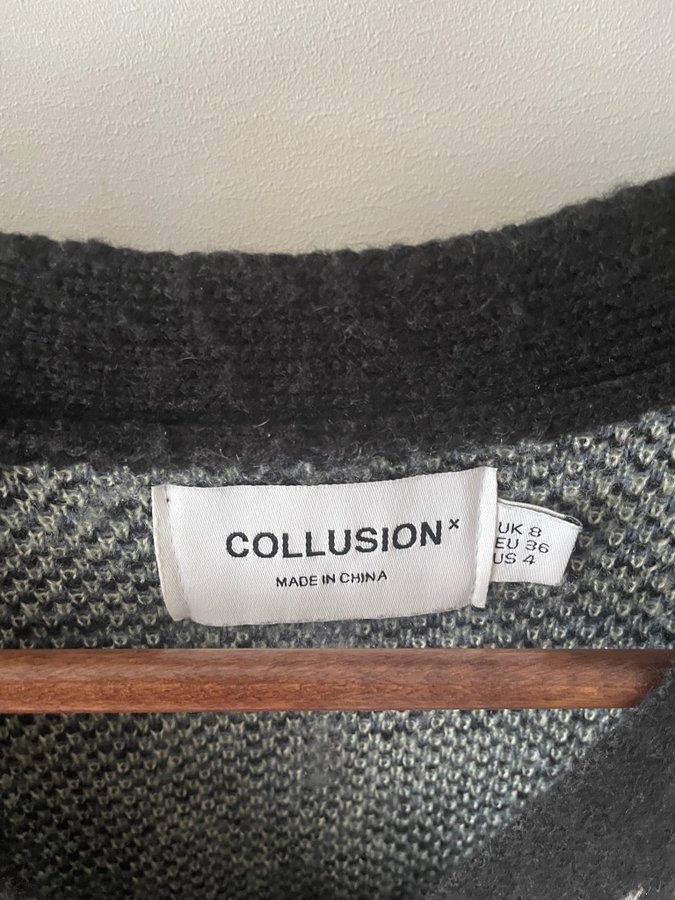 COLLUSION×
MADE IN CHINA
UK 8
EU 36
US 4